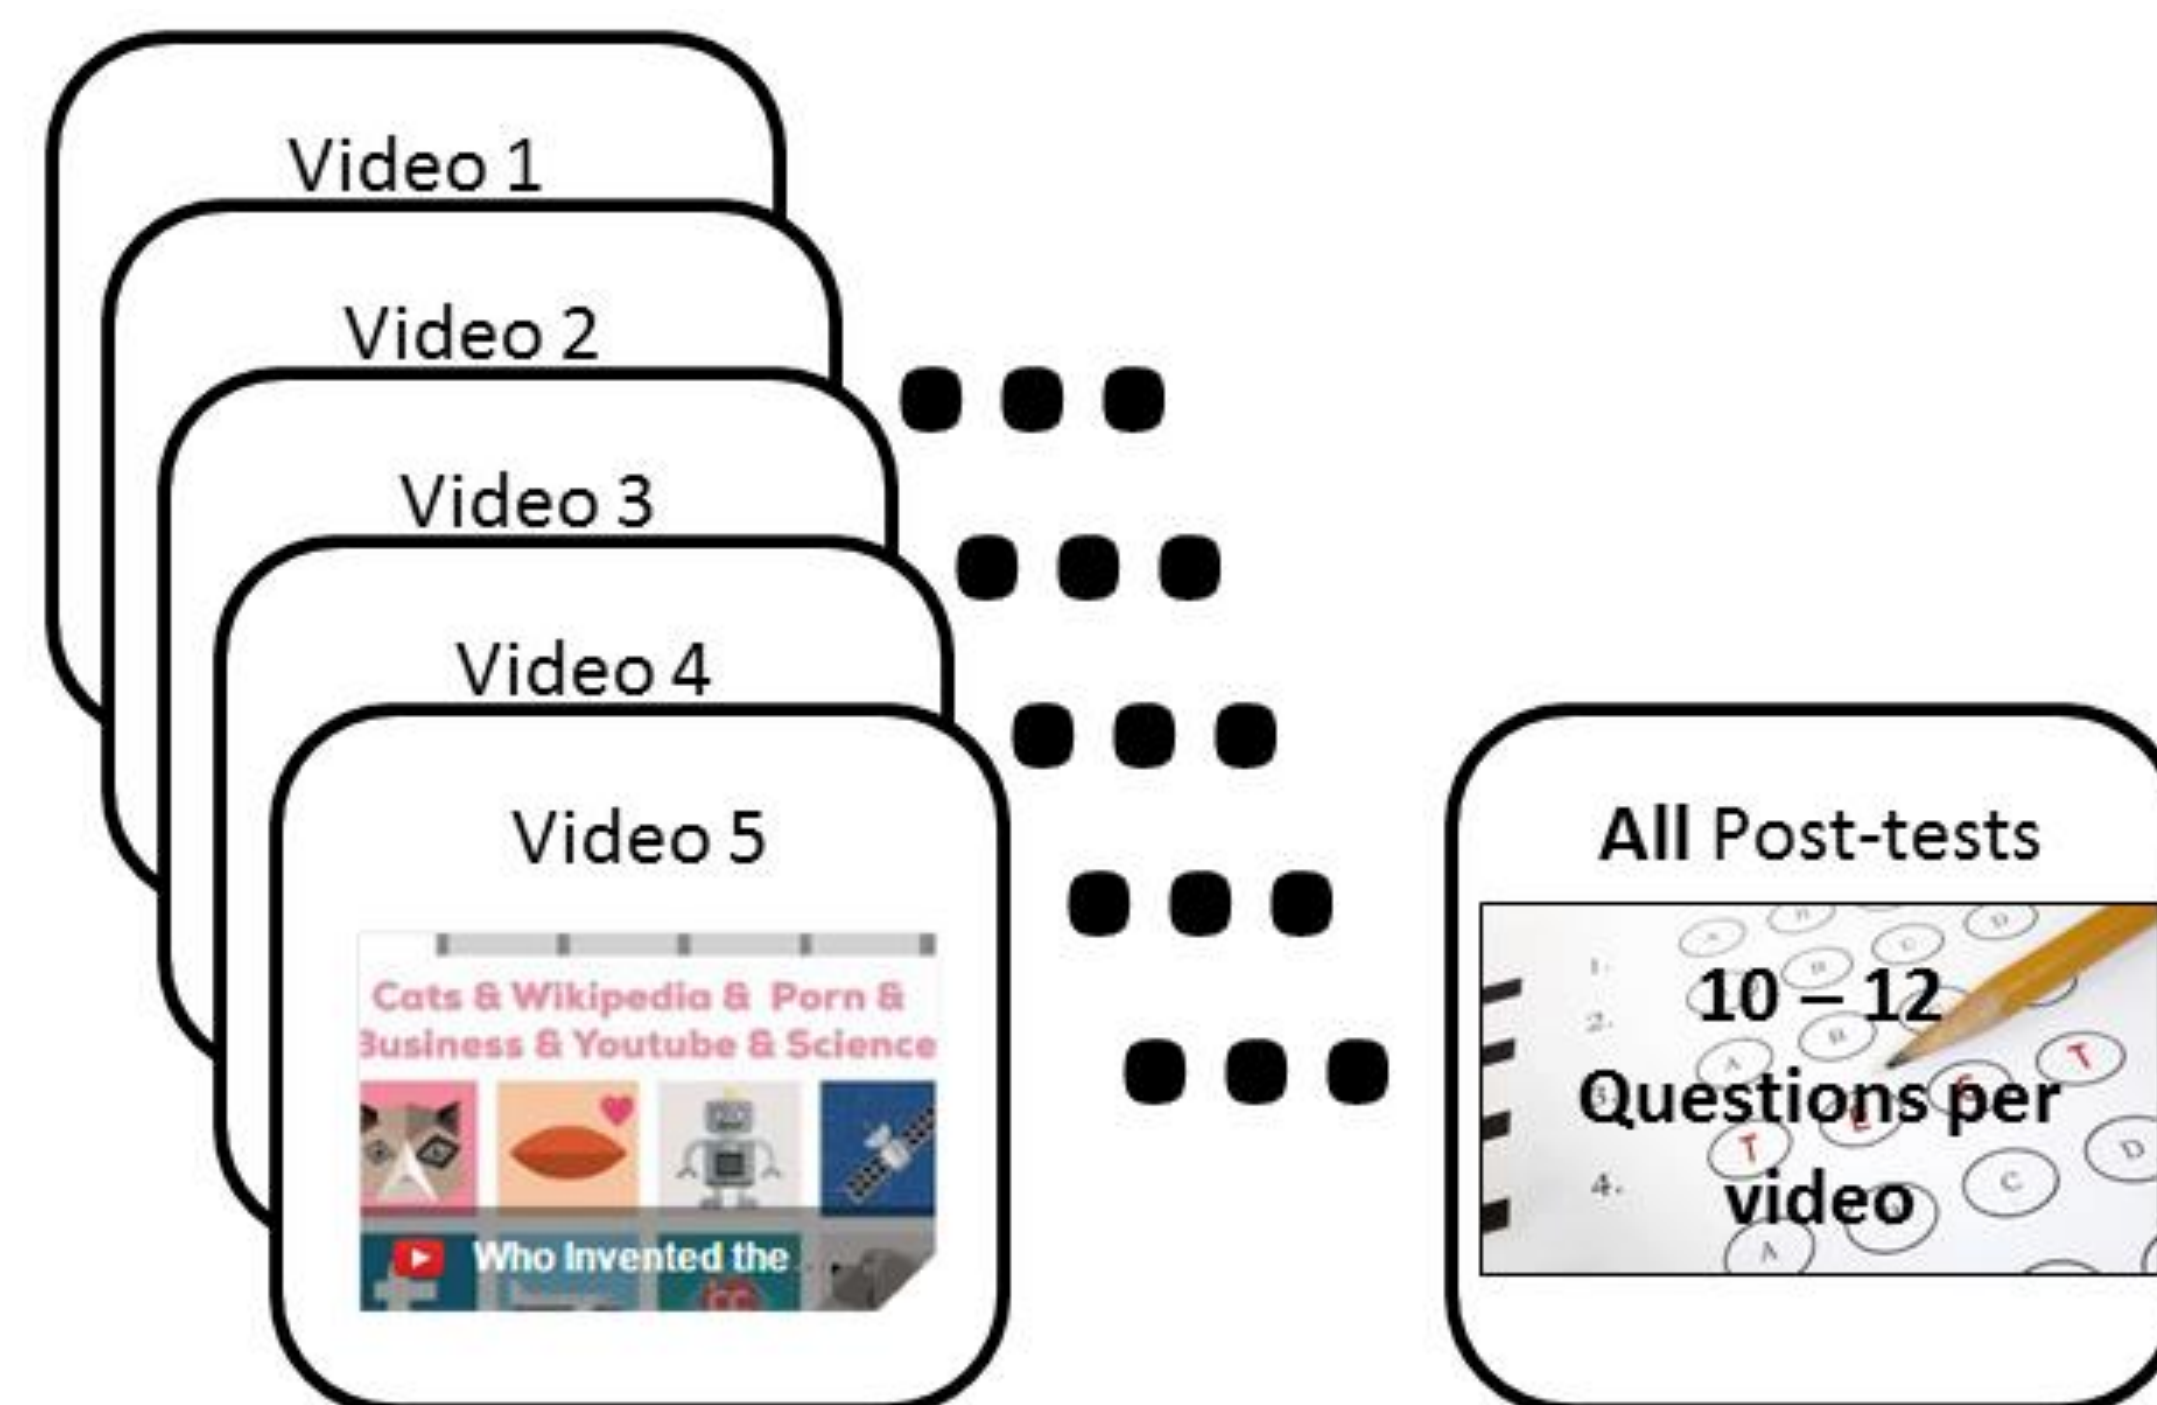 Video 1
Video 2
Video 3
Video 4
Video 5
Cats & Wikipedia & Porn &
Business & Youtube & Science
Who Invented the
All Post-tests
10 – 12
Questions per
video
1.
2.
3.
4.
A
B
D
B
C
A
B
T
T
E
C
D
A